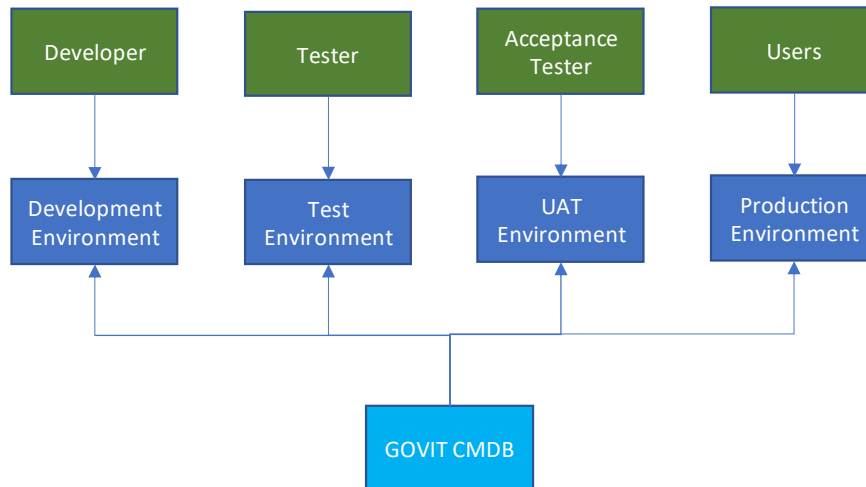 Developer
Tester
Acceptance
Tester
Users
Development
Environment
Test
Environment
UAT
Environment
Production
Environment
GOVIT CMDB